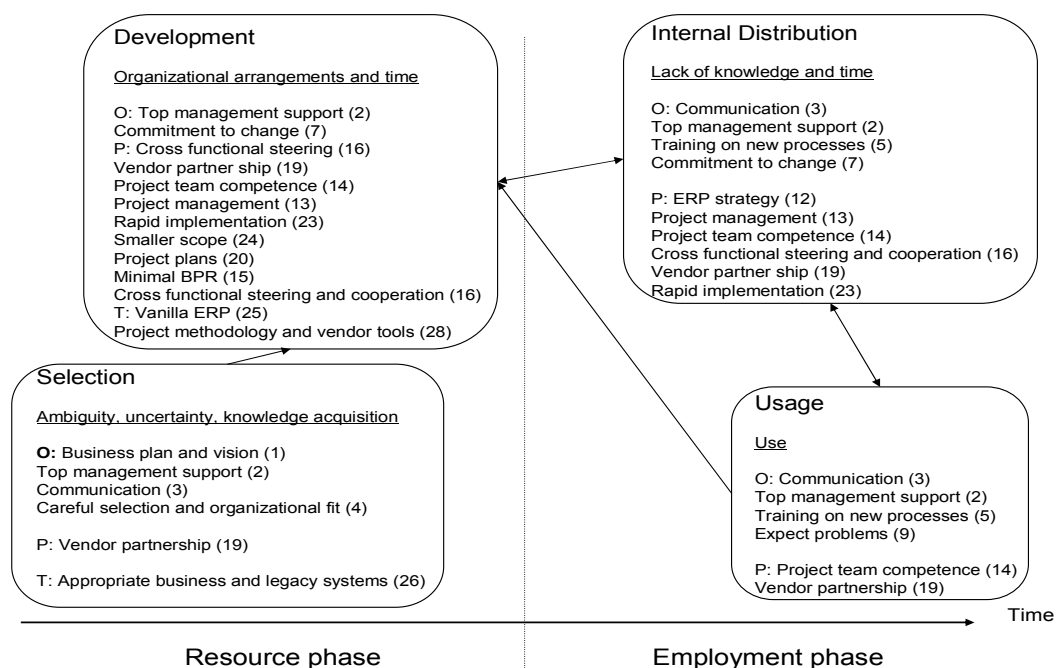 Development
Organizational arrangements and time
O: Top management support (2)
Commitment to change (7)
P: Cross functional steering (16)
Vendor partner ship (19)
Project team competence (14)
Project management (13)
Rapid implementation (23)
Smaller scope (24)
Project plans (20)
Minimal BPR (15)
Cross functional steering and cooperation (16)
T: Vanilla ERP (25)
Project methodology and vendor tools (28)
Selection
Ambiguity, uncertainty, knowledge acquisition
O: Business plan and vision (1)
Top management support (2)
Communication (3)
Careful selection and organizational fit (4)
P: Vendor partnership (19)
T: Appropriate business and legacy systems (26)
Internal Distribution
Lack of knowledge and time
O: Communication (3)
Top management support (2)
Training on new processes (5)
Commitment to change (7)
P: ERP strategy (12)
Project management (13)
Project team competence (14)
Cross functional steering and cooperation (16)
Vendor partner ship (19)
Rapid implementation (23)
Usage
Use
O: Communication (3)
Top management support (2)
Training on new processes (5)
Expect problems (9)
P: Project team competence (14)
Vendor partnership (19)
Time
Resource phase
Employment phase